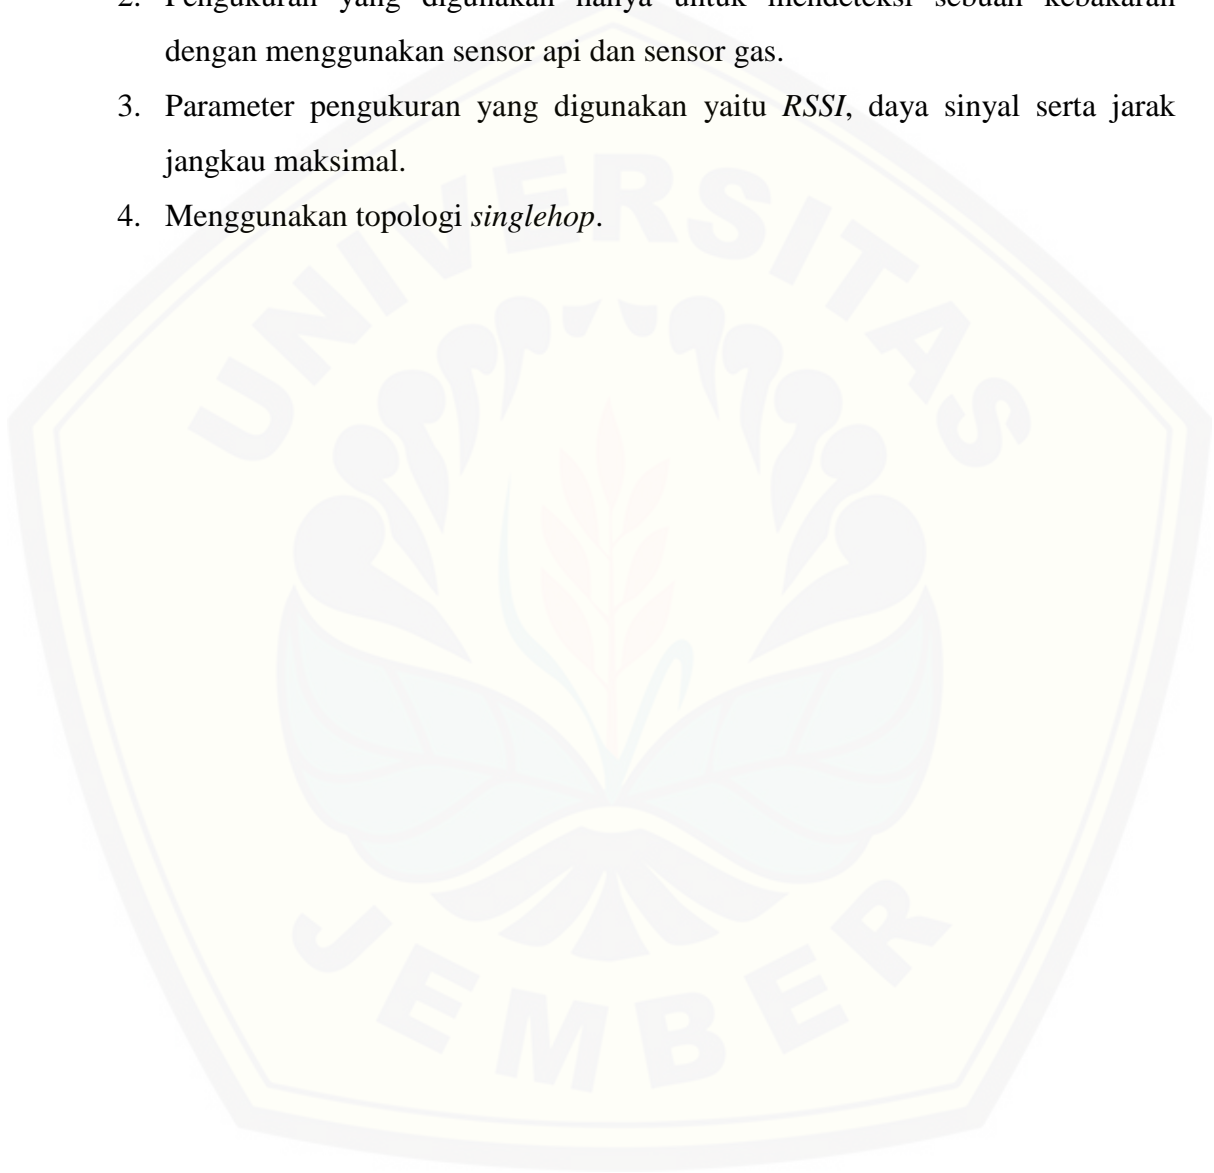 2. Pengukuran yang digunakan hanya untuk mendeteksi sebuah kebakaran
dengan menggunakan sensor api dan sensor gas.
3. Parameter pengukuran yang digunakan yaitu RSSI, daya sinyal serta jarak
jangkau maksimal.
4. Menggunakan topologi singlehop.
UNIVERSITAS
JEMBER